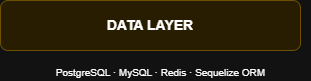 DATA LAYER
PostgreSQL · MySQL · Redis · Sequelize ORM